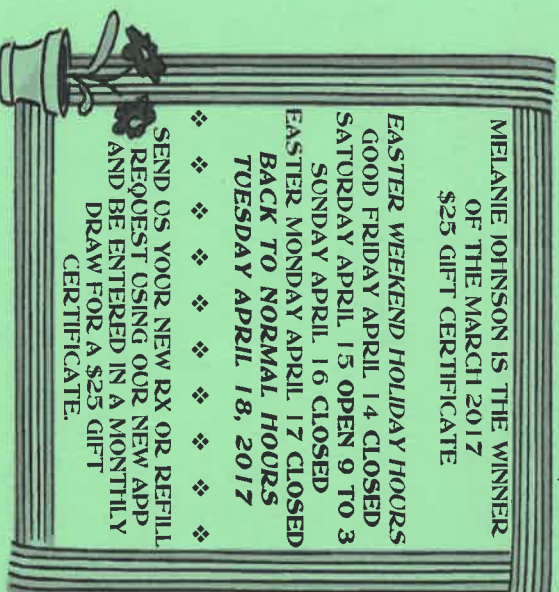 MELANIE JOHNSON IS THE WINNER
OF THE MARCH 2017
$25 GIFT CERTIFICATE
EASTER WEEKEND HOLIDAY HOURS
GOOD FRIDAY APRIL 14 CLOSED
SATURDAY APRIL 15 OPEN 9 TO 3
SUNDAY APRIL 16 CLOSED
EASTER MONDAY APRIL 17 CLOSED
BACK TO NORMAL HOURS
TUESDAY APRIL 18, 2017
SEND US YOUR NEW RX OR REFILL
REQUEST USING OUR NEW APP
AND BE ENTERED IN A MONTHLY
DRAW FOR A $25 GIFT
CERTIFICATE.